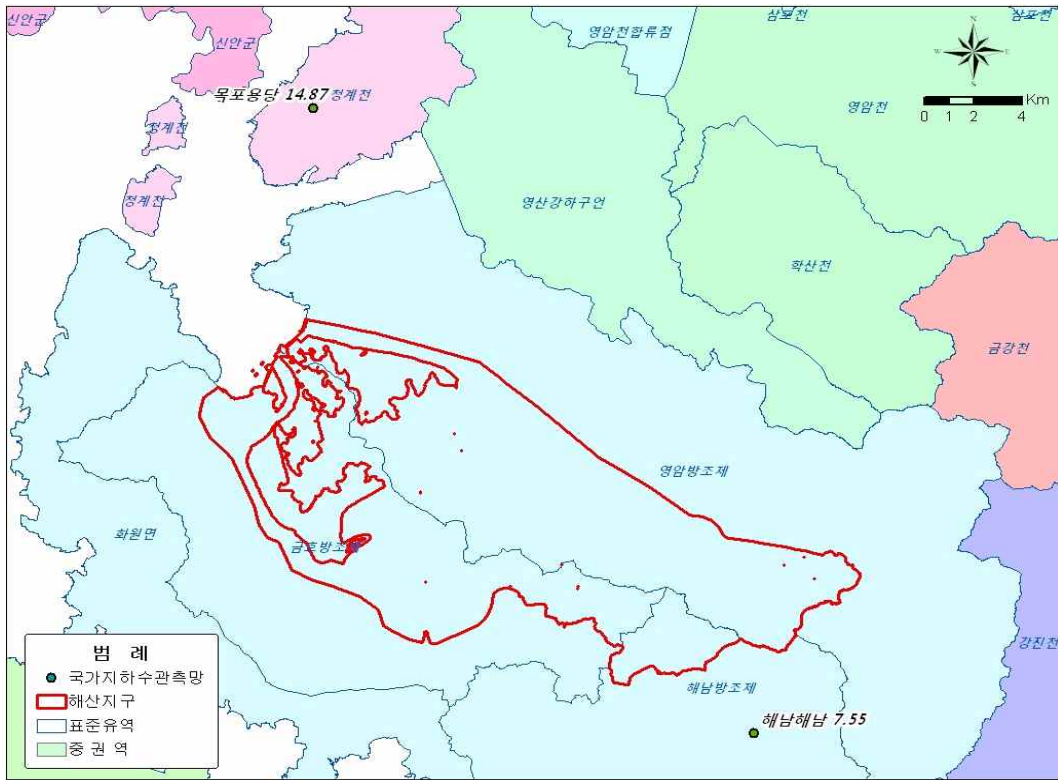 신안군
신안군
영암천합류점
삼포천
삼포천
목포용당 14.87
청계천
W
E
Km
0 1 2 4
영암천
청계천
청계천
영산강하구언
학산천
금강천
영암방조제
화원면
금호방조제
강진천
해남방조제
해남해남 7.55
범 례
국가지하수관측망
해산지구
표준유역
중 권 역